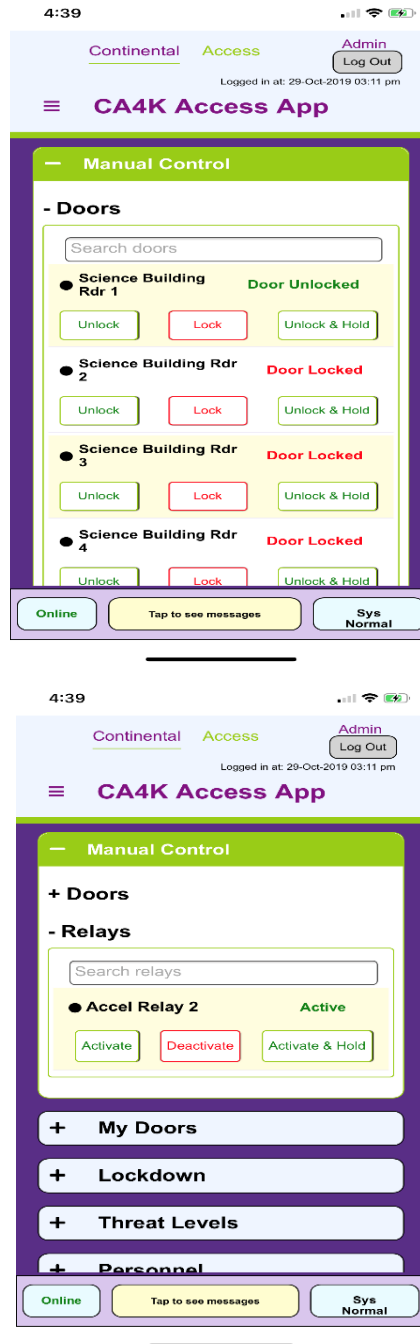 4:39
Continental Access Admin
Log Out
Logged in at: 29-Oct-2019 03:11 pm
≡ CA4K Access App
− Manual Control
- Doors
Search doors
Science Building Door Unlocked
Rdr 1
Unlock Lock Unlock & Hold
Science Building Rdr Door Locked
2
Unlock Lock Unlock & Hold
Science Building Rdr Door Locked
3
Unlock Lock Unlock & Hold
Science Building Rdr Door Locked
4
Unlock Lock Unlock & Hold
Online Tap to see messages Sys
Normal
4:39
Continental Access Admin
Log Out
Logged in at: 29-Oct-2019 03:11 pm
≡ CA4K Access App
− Manual Control
+ Doors
- Relays
Search relays
Accel Relay 2 Active
Activate Deactivate Activate & Hold
+ My Doors
+ Lockdown
+ Threat Levels
+ Personnel
Online Tap to see messages Sys
Normal